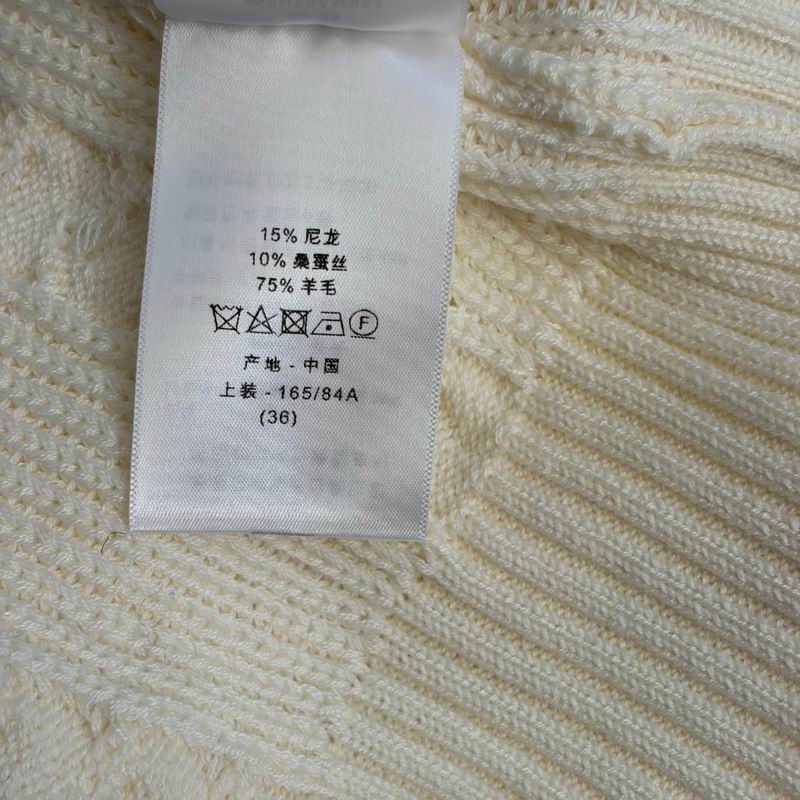 15% 尼龙
10% 桑蚕丝
75% 羊毛
F
产地 - 中国
上装 - 165/84A
(36)